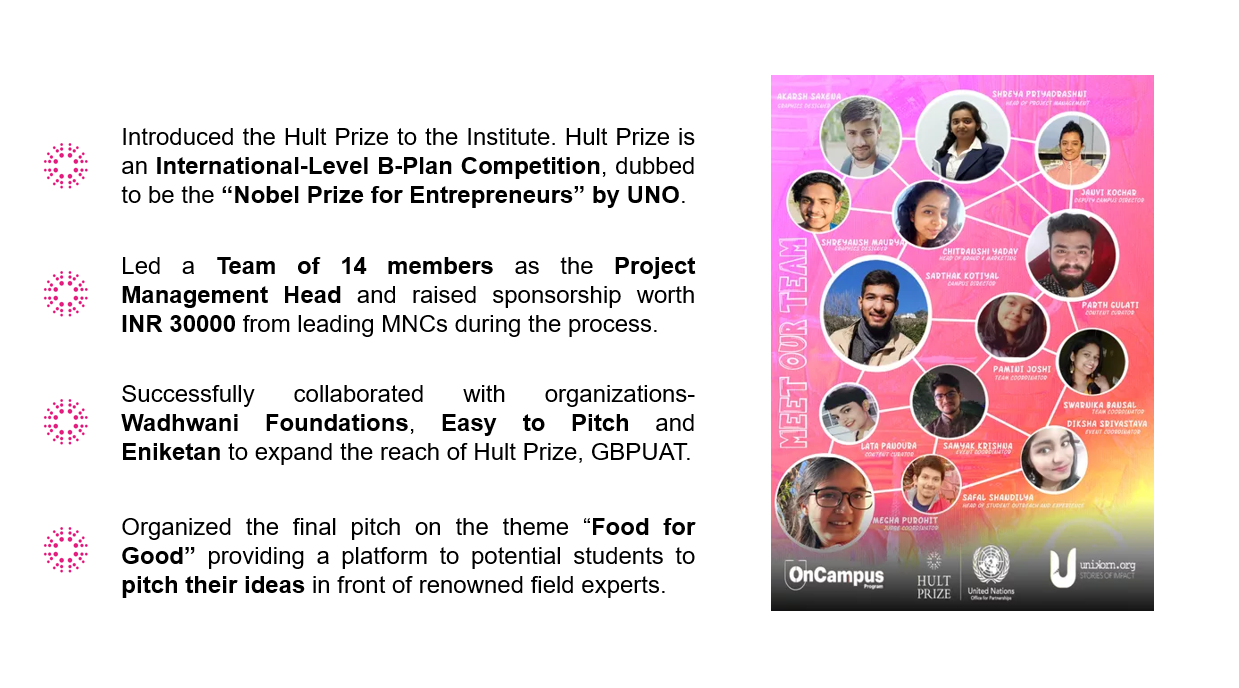 Introduced the Hult Prize to the Institute. Hult Prize is
an International-Level B-Plan Competition, dubbed
to be the “Nobel Prize for Entrepreneurs” by UNO.
Led a Team of 14 members as the Project
Management Head and raised sponsorship worth
INR 30000 from leading MNCs during the process.
Successfully collaborated with organizations-
Wadhwani Foundations, Easy to Pitch and
Eniketan to expand the reach of Hult Prize, GBPUAT.
Organized the final pitch on the theme “Food for
Good” providing a platform to potential students to
pitch their ideas in front of renowned field experts.
MEET OUR TEAM
AKARSH SAXENA
GRAPHICS DESIGNER
SHREYA PRIYADRASHNI
HEAD OF PROJECT MANAGEMENT
JANVI KOCHAR
DEPUTY CAMPUS DIRECTOR
SHREYANSH MAURYA
GRAPHICS DESIGNER
CHITRANSHI YADAV
HEAD OF BRAND & MARKETING
SARTHAK KOTIYAL
CAMPUS DIRECTOR
PARTH GULATI
CONTENT CURATOR
PAMINI JOSHI
TEAM COORDINATOR
SWARNIKA BANSAL
TEAM COORDINATOR
DIKSHA SRIVASTAVA
EVENT COORDINATOR
LATA PANDURA
CONTENT CURATOR
SAMYAK KRISHNA
EVENT COORDINATOR
SAFAL SHANDILYA
HEAD OF STUDENT OUTREACH AND EXPERIENCE
MEGHA PUROHIT
COORDINATOR
OnCampus
Program
HULT
PRIZE
United Nations
Office for Partnerships
unikorn.org
STORIES OF IMPACT